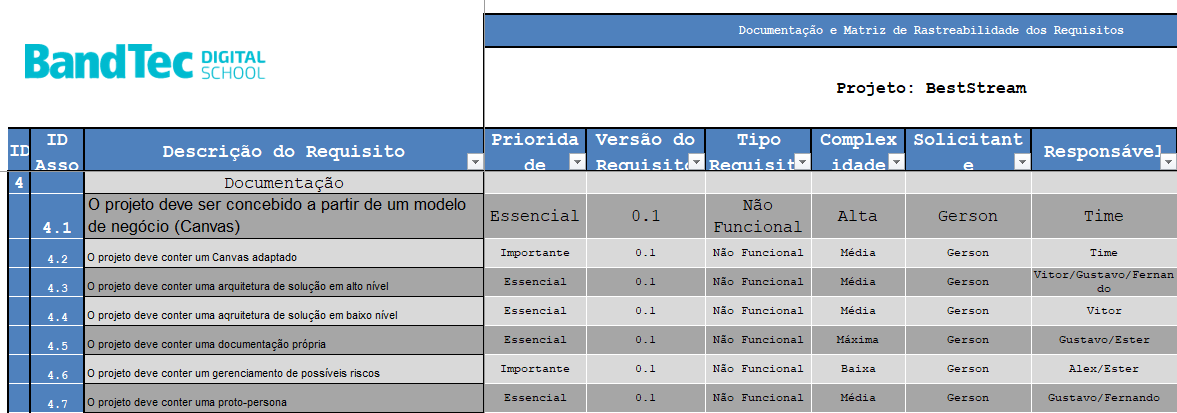 BandTec DIGITAL SCHOOL
Documentação e Matriz de Rastreabilidade dos Requisitos
Projeto: BestStream
ID
ID Asso
Descrição do Requisito
Priorida de
Versão do Requisito
Tipo Requisit
Complex idade
Solicitant e
Responsável
4 Documentação
4.1 O projeto deve ser concebido a partir de um modelo de negócio (Canvas) Essencial 0.1 Não Funcional Alta Gerson Time
4.2 O projeto deve conter um Canvas adaptado Importante 0.1 Não Funcional Média Gerson Time
4.3 O projeto deve conter uma arquitetura de solução em alto nível Essencial 0.1 Não Funcional Média Gerson Vitor/Gustavo/Fernan do
4.4 O projeto deve conter uma aqruitetura de solução em baixo nível Essencial 0.1 Não Funcional Média Gerson Vitor
4.5 O projeto deve conter uma documentação própria Essencial 0.1 Não Funcional Máxima Gerson Gustavo/Ester
4.6 O projeto deve conter um gerenciamento de possíveis riscos Importante 0.1 Não Funcional Baixa Gerson Alex/Ester
4.7 O projeto deve conter uma proto-persona Essencial 0.1 Não Funcional Média Gerson Gustavo/Fernando